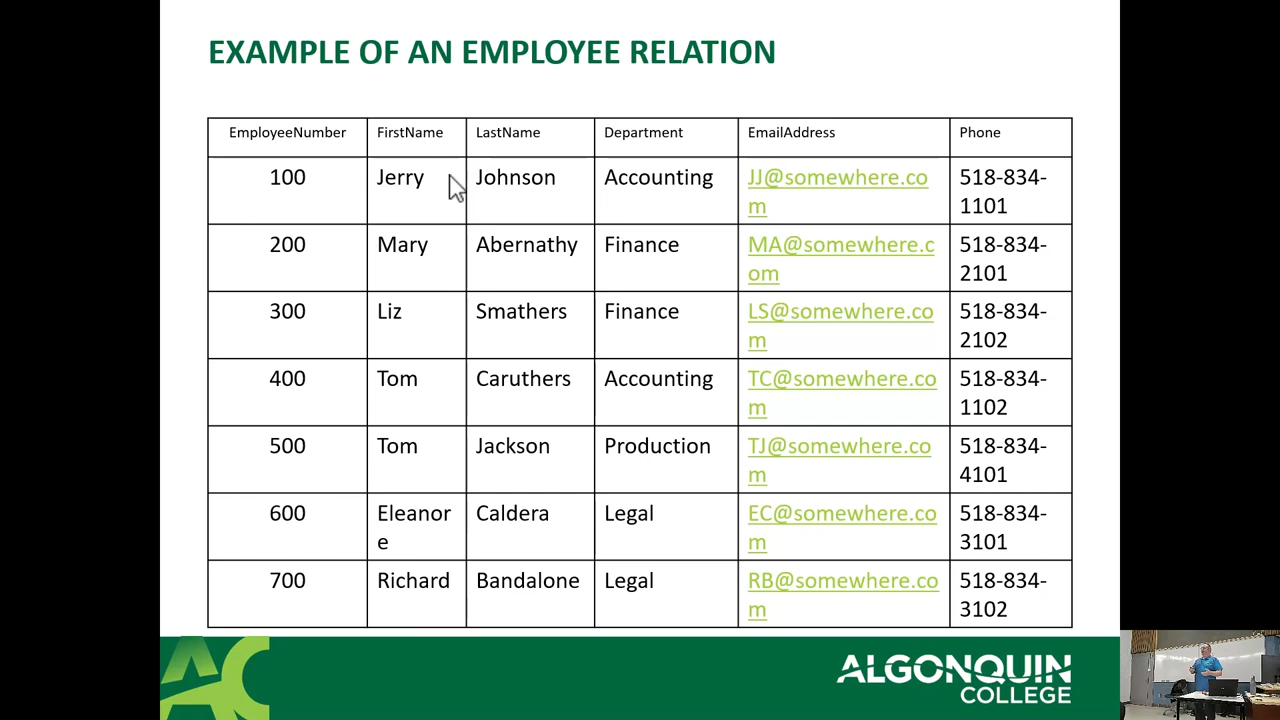 EXAMPLE OF AN EMPLOYEE RELATION
EmployeeNumber FirstName LastName Department EmailAddress Phone
100 Jerry Johnson Accounting JJ@somewhere.co 518-834-
m 1101
200 Mary Abernathy Finance MA@somewhere.c 518-834-
om 2101
300 Liz Smathers Finance LS@somewhere.co 518-834-
m 2102
400 Tom Caruthers Accounting TC@somewhere.co 518-834-
m 1102
500 Tom Jackson Production TJ@somewhere.co 518-834-
m 4101
600 Eleanor Caldera Legal EC@somewhere.co 518-834-
e m 3101
700 Richard Bandalone Legal RB@somewhere.co 518-834-
m 3102
AC
ALGONQUIN
COLLEGE